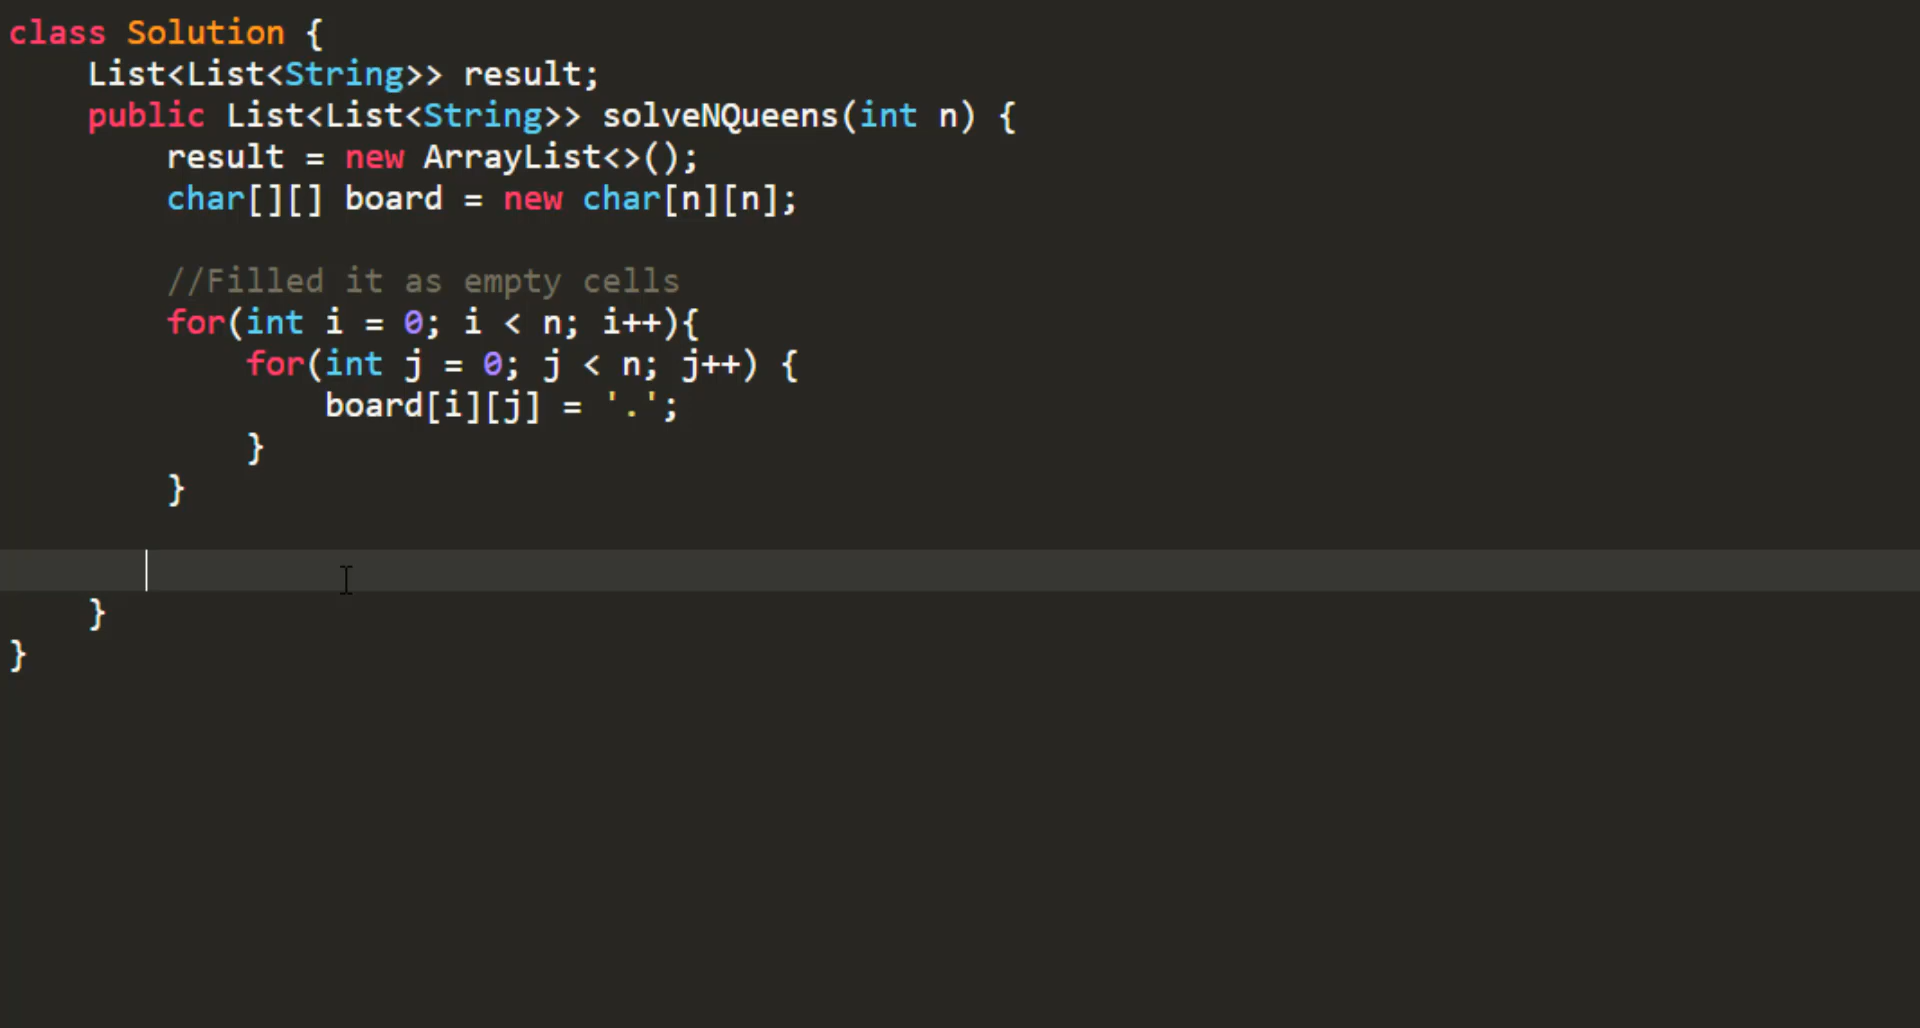 class Solution {
    List<List<String>> result;
    public List<List<String>> solveNQueens(int n) {
        result = new ArrayList<>();
        char[][] board = new char[n][n];

        //Filled it as empty cells
        for(int i = 0; i < n; i++){
            for(int j = 0; j < n; j++) {
                board[i][j] = '.';
            }
        }

    }
}